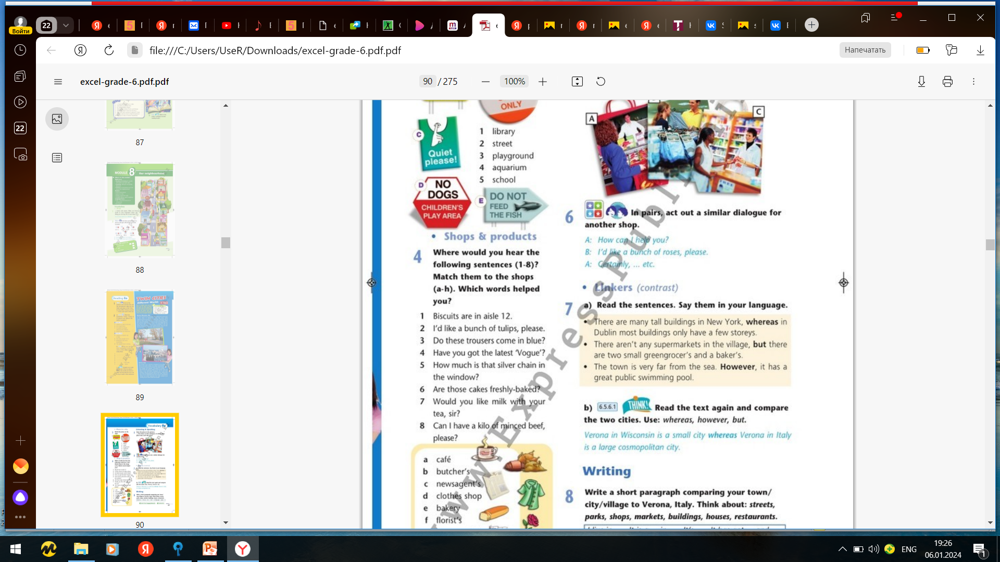 22
Войти
file:///C:/Users/UseR/Downloads/excel-grade-6.pdf.pdf
Напечатать
excel-grade-6.pdf.pdf
90 / 275
100%
22
87
MODULE 8 Our neighbourhood
88
Reading 8a
TWIN CITIES
89
Vocabulary 8a
90
ONLY
C
Quiet
please!
1 library
2 street
3 playground
4 aquarium
5 school
D
NO
DOGS
CHILDREN'S
PLAY AREA
E
DO NOT
FEED
THE FISH
• Shops & products
4 Where would you hear the
following sentences (1-8)?
Match them to the shops
(a-h). Which words helped
you?
1 Biscuits are in aisle 12.
2 I'd like a bunch of tulips, please.
3 Do these trousers come in blue?
4 Have you got the latest 'Vogue'?
5 How much is that silver chain in
the window?
6 Are those cakes freshly-baked?
7 Would you like milk with your
tea, sir?
8 Can I have a kilo of minced beef,
please?
a café
b butcher's
c newsagent's
d clothes shop
e bakery
f florist's
A
C
6 In pairs, act out a similar dialogue for
another shop.
A: How can I help you?
B: I'd like a bunch of roses, please.
A: Certainly, ... etc.
• Linkers (contrast)
7 a) Read the sentences. Say them in your language.
• There are many tall buildings in New York, whereas in
Dublin most buildings only have a few storeys.
• There aren't any supermarkets in the village, but there
are two small greengrocer's and a baker's.
• The town is very far from the sea. However, it has a
great public swimming pool.
b) 6.5.6.1 THINK! Read the text again and compare
the two cities. Use: whereas, however, but.
Verona in Wisconsin is a small city whereas Verona in Italy
is a large cosmopolitan city.
Writing
8 Write a short paragraph comparing your town/
city/village to Verona, Italy. Think about: streets,
parks, shops, markets, buildings, houses, restaurants.
ENG
19:26
06.01.2024
1